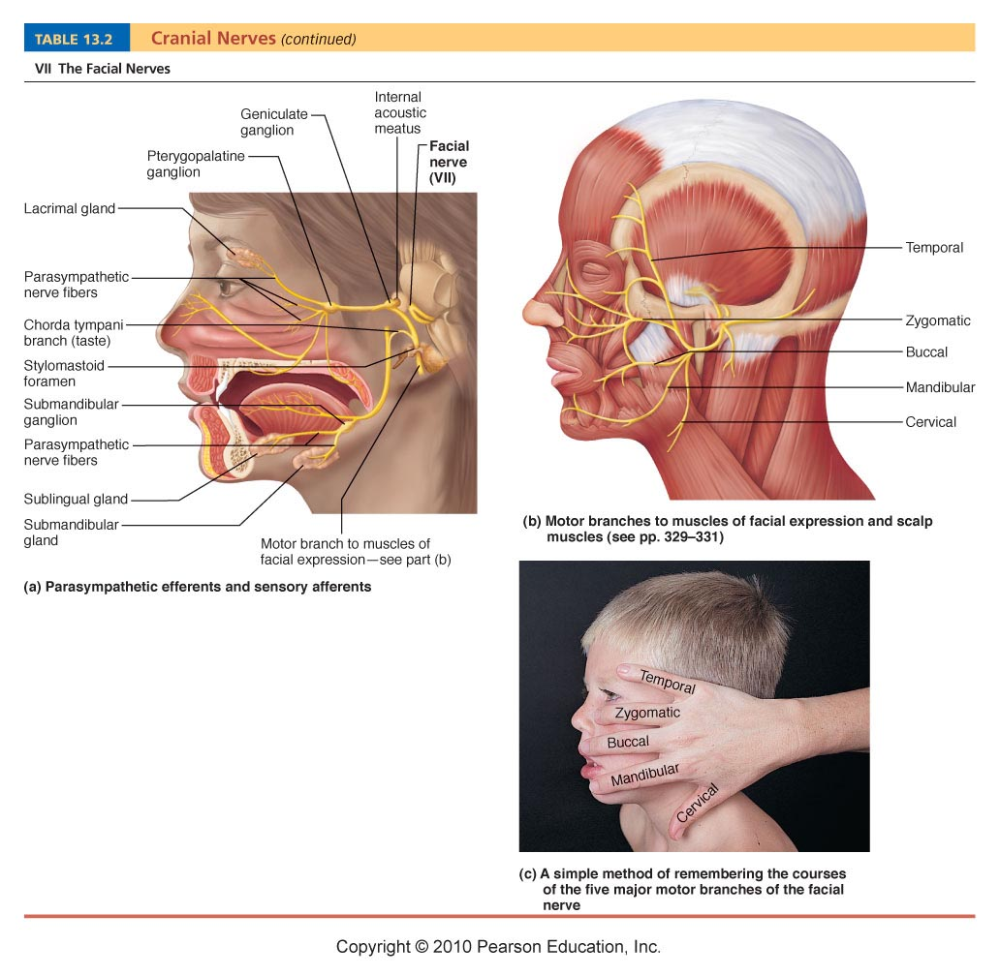 TABLE 13.2 Cranial Nerves (continued)
VII The Facial Nerves
Internal
acoustic
meatus
Geniculate
ganglion
Facial
nerve
(VII)
Pterygopalatine
ganglion
Lacrimal gland
Parasympathetic
nerve fibers
Chorda tympani
branch (taste)
Stylomastoid
foramen
Submandibular
ganglion
Parasympathetic
nerve fibers
Sublingual gland
Submandibular
gland
Motor branch to muscles of
facial expression—see part (b)
(a) Parasympathetic efferents and sensory afferents
Temporal
Zygomatic
Buccal
Mandibular
Cervical
(b) Motor branches to muscles of facial expression and scalp
muscles (see pp. 329–331)
Temporal
Zygomatic
Buccal
Mandibular
Cervical
(c) A simple method of remembering the courses
of the five major motor branches of the facial
nerve
Copyright © 2010 Pearson Education, Inc.